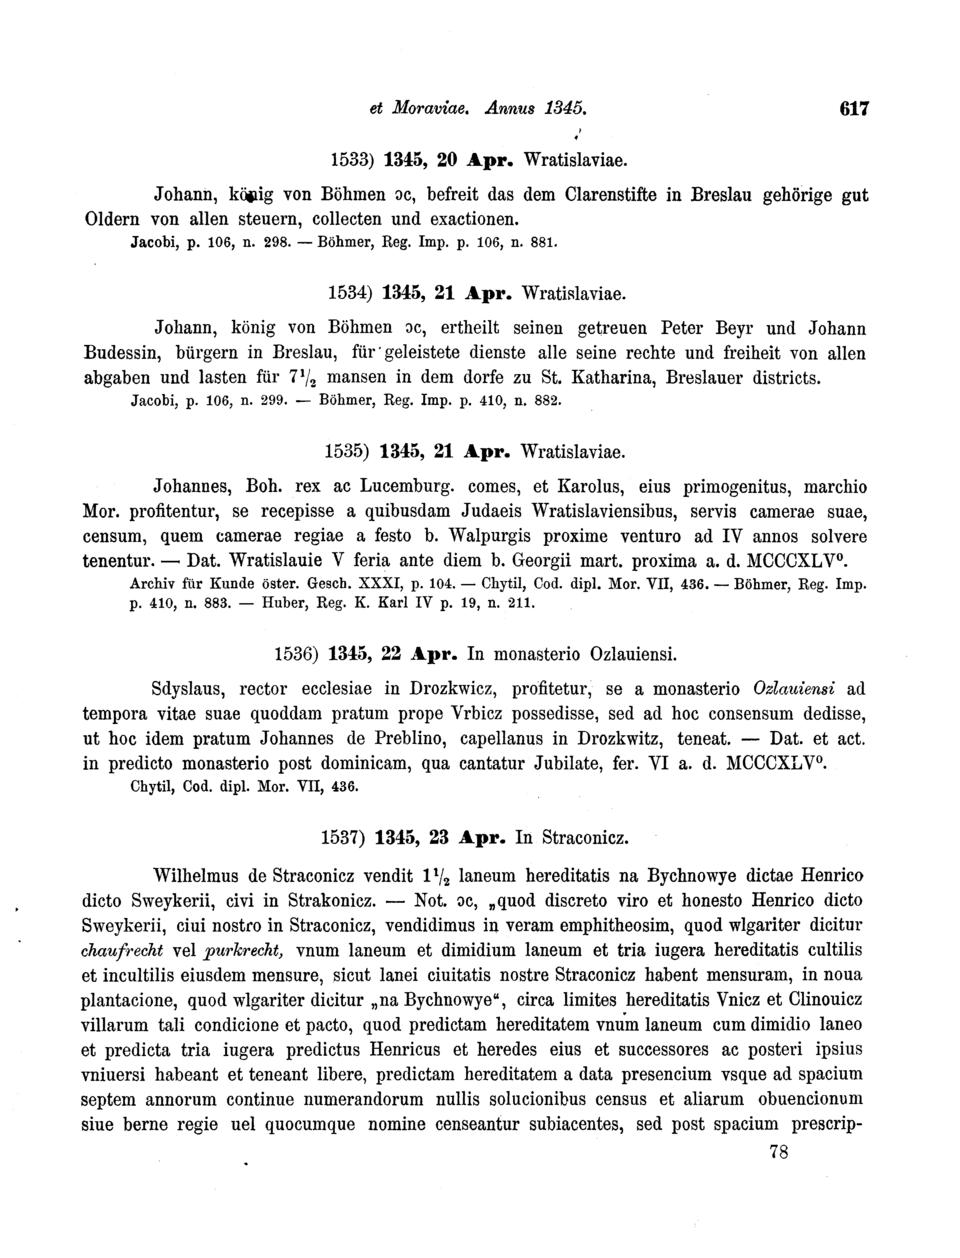 et Moraviae. Annus 1345. 617
1533) 1345, 20 Apr. Wratislaviae.
Johann, könig von Böhmen ɔc, befreit das dem Clarenstifte in Breslau gehörige gut
Oldern von allen steuern, collecten und exactionen.
Jacobi, p. 106, n. 298. — Böhmer, Reg. Imp. p. 106, n. 881.
1534) 1345, 21 Apr. Wratislaviae.
Johann, könig von Böhmen ɔc, ertheilt seinen getreuen Peter Beyr und Johann
Budessin, bürgern in Breslau, für geleistete dienste alle seine rechte und freiheit von allen
abgaben und lasten für 7¹/₂ mansen in dem dorfe zu St. Katharina, Breslauer districts.
Jacobi, p. 106, n. 299. — Böhmer, Reg. Imp. p. 410, n. 882.
1535) 1345, 21 Apr. Wratislaviae.
Johannes, Boh. rex ac Lucemburg. comes, et Karolus, eius primogenitus, marchio
Mor. profitentur, se recepisse a quibusdam Judaeis Wratislaviensibus, servis camerae suae,
censum, quem camerae regiae a festo b. Walpurgis proxime venturo ad IV annos solvere
tenentur. — Dat. Wratislauie V feria ante diem b. Georgii mart. proxima a. d. MCCCXLV⁰.
Archiv für Kunde öster. Gesch. XXXI, p. 104. — Chytil, Cod. dipl. Mor. VII, 436. — Böhmer, Reg. Imp.
p. 410, n. 883. — Huber, Reg. K. Karl IV p. 19, n. 211.
1536) 1345, 22 Apr. In monasterio Ozlauiensi.
Sdyslaus, rector ecclesiae in Drozkwicz, profitetur, se a monasterio Ozlauiensi ad
tempora vitae suae quoddam pratum prope Vrbicz possedisse, sed ad hoc consensum dedisse,
ut hoc idem pratum Johannes de Preblino, capellanus in Drozkwitz, teneat. — Dat. et act.
in predicto monasterio post dominicam, qua cantatur Jubilate, fer. VI a. d. MCCCXLV⁰.
Chytil, Cod. dipl. Mor. VII, 436.
1537) 1345, 23 Apr. In Straconicz.
Wilhelmus de Straconicz vendit 1¹/₂ laneum hereditatis na Bychnowye dictae Henrico
dicto Sweykerii, civi in Strakonicz. — Not. ɔc, „quod discreto viro et honesto Henrico dicto
Sweykerii, ciui nostro in Straconicz, vendidimus in veram emphitheosim, quod wlgariter dicitur
chaufrecht vel purkrecht, vnum laneum et dimidium laneum et tria iugera hereditatis cultilis
et incultilis eiusdem mensure, sicut lanei ciuitatis nostre Straconicz habent mensuram, in noua
plantacione, quod wlgariter dicitur „na Bychnowye“, circa limites hereditatis Vnicz et Clinouicz
villarum tali condicione et pacto, quod predictam hereditatem vnum laneum cum dimidio laneo
et predicta tria iugera predictus Henricus et heredes eius et successores ac posteri ipsius
vniuersi habeant et teneant libere, predictam hereditatem a data presencium vsque ad spacium
septem annorum continue numerandorum nullis solucionibus census et aliarum obuencionum
siue berne regie uel quocumque nomine censeantur subiacentes, sed post spacium prescrip-
78